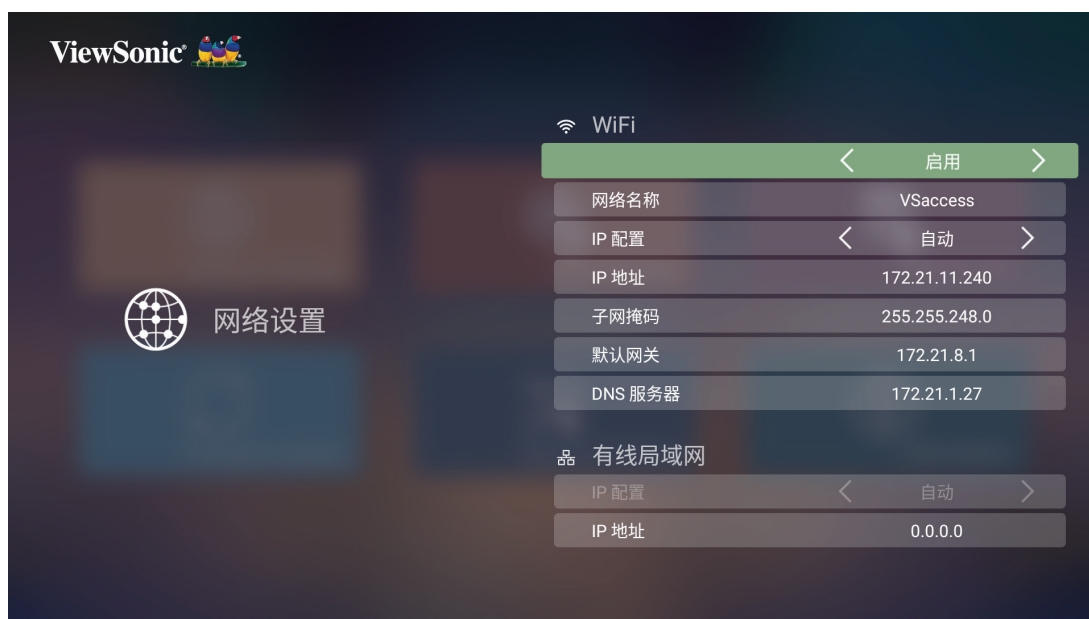 ViewSonic®
WiFi
启用
网络名称 VSaccess
IP 配置 自动
IP 地址 172.21.11.240
网络设置
子网掩码 255.255.248.0
默认网关 172.21.8.1
DNS 服务器 172.21.1.27
有线局域网
IP 配置 自动
IP 地址 0.0.0.0